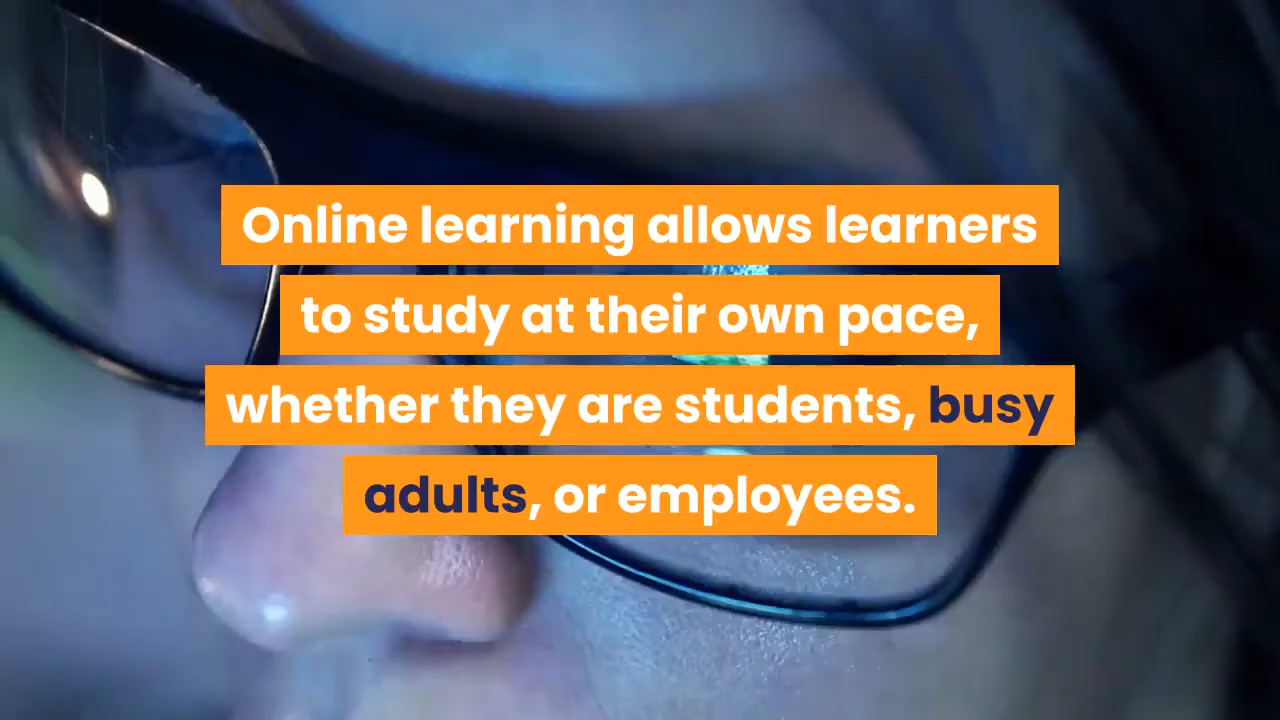 Online learning allows learners
to study at their own pace,
whether they are students, busy
adults, or employees.